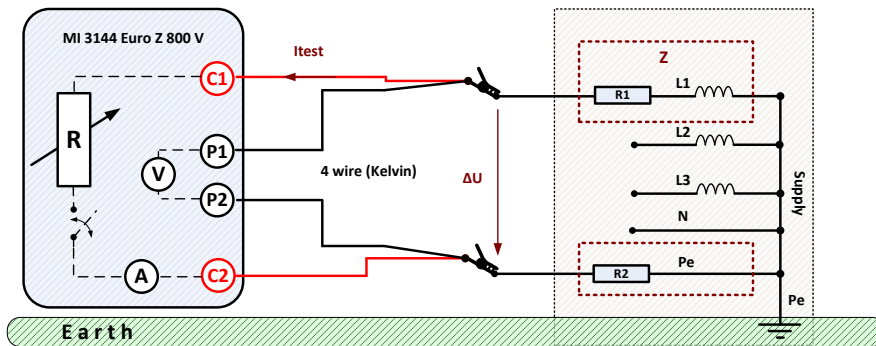 MI 3144 Euro Z 800 V
Itest
C1
Z
R1
L1
R
P1
V
4 wire (Kelvin)
P2
ΔU
L2
L3
N
Supply
A
C2
R2
Pe
Pe
Earth